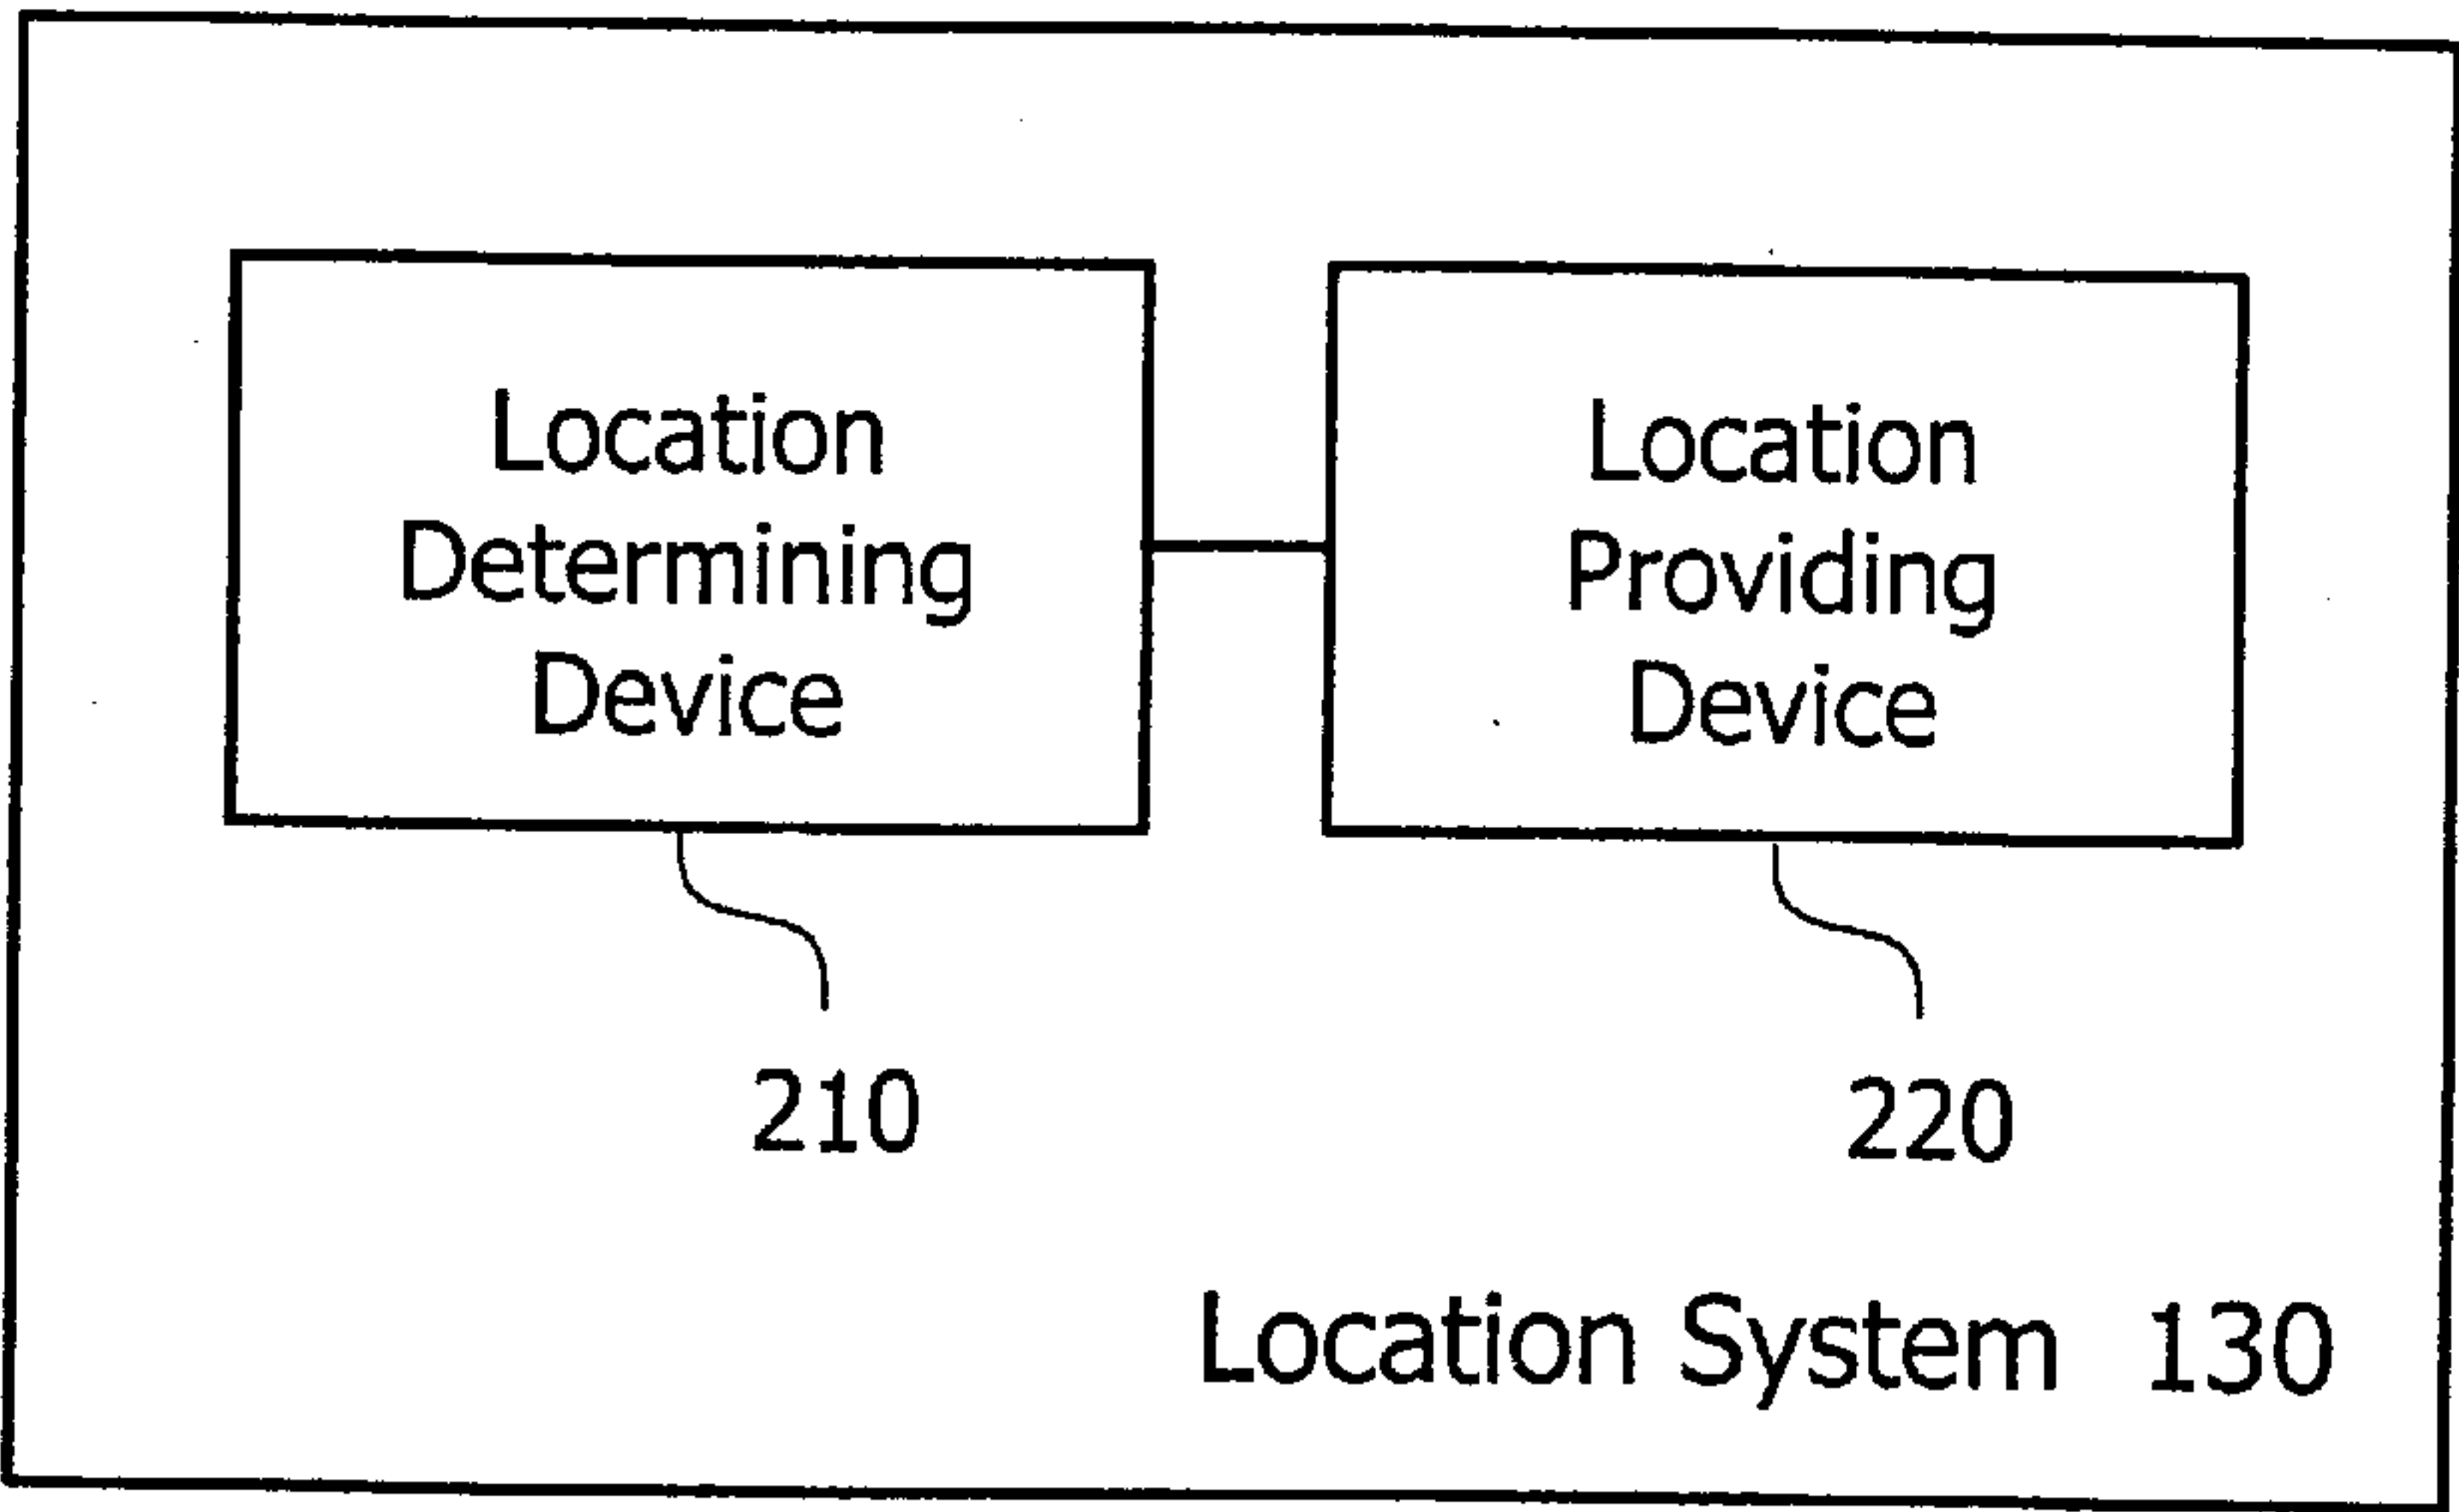 Location
Determining
Device
Location
Providing
Device
210
220
Location System 130